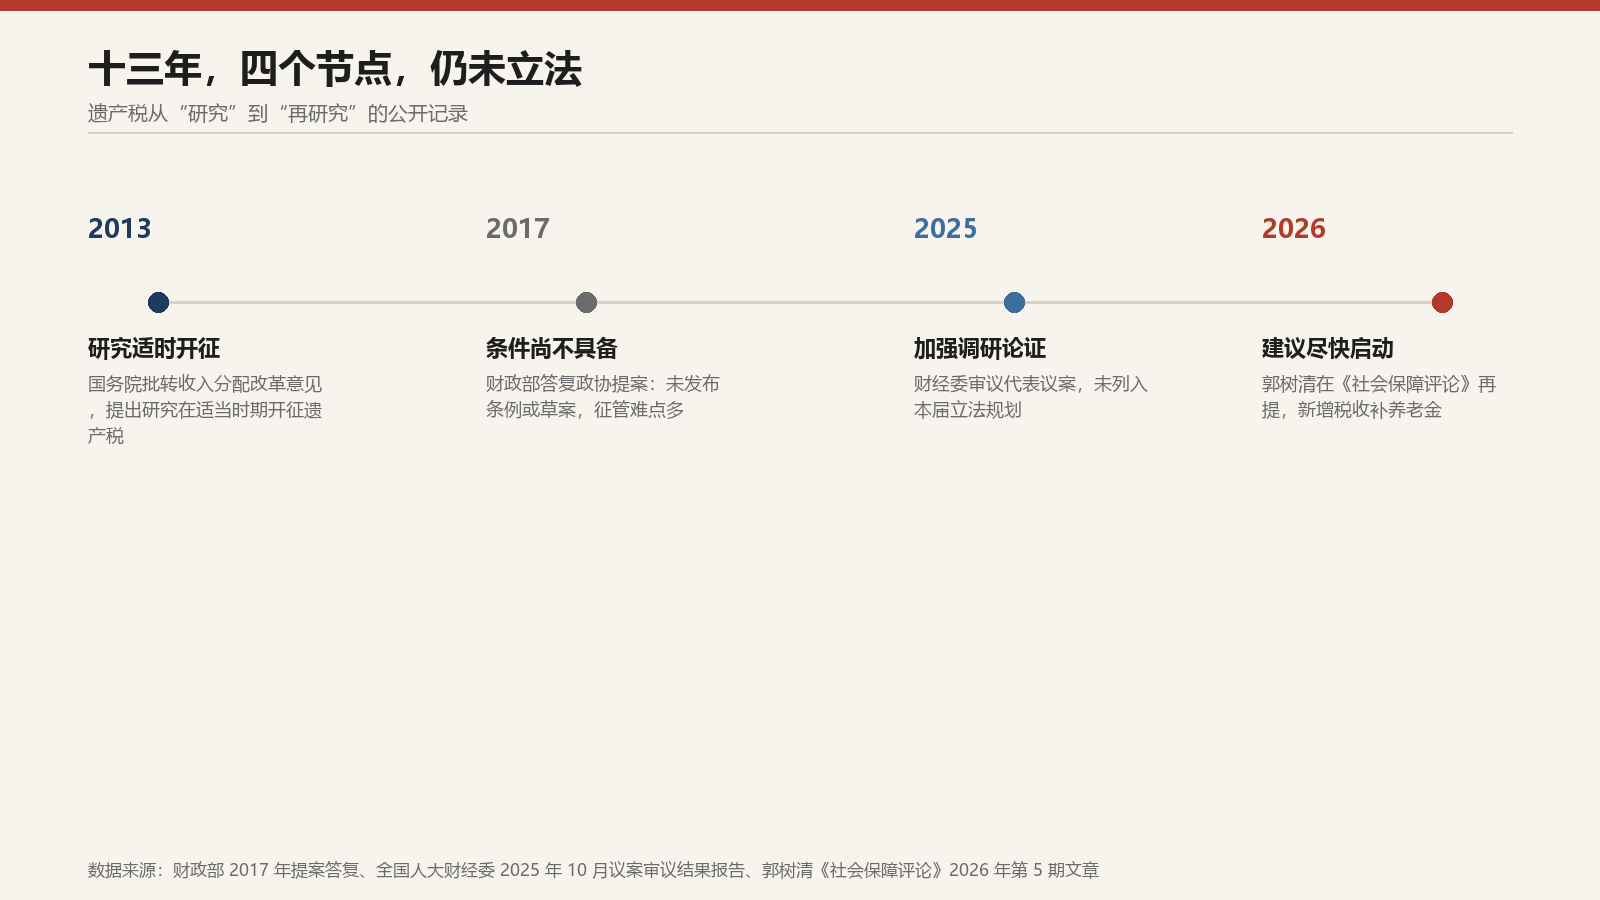 十三年，四个节点，仍未立法
遗产税从“研究”到“再研究”的公开记录
2013
2017
2025
2026
研究适时开征
国务院批转收入分配改革意见
，提出研究在适当时期开征遗
产税
条件尚不具备
财政部答复政协提案：未发布
条例或草案，征管难点多
加强调研论证
财经委审议代表议案，未列入
本届立法规划
建议尽快启动
郭树清在《社会保障评论》再
提，新增税收补养老金
数据来源：财政部 2017 年提案答复、全国人大财经委 2025 年 10 月议案审议结果报告、郭树清《社会保障评论》2026 年第 5 期文章